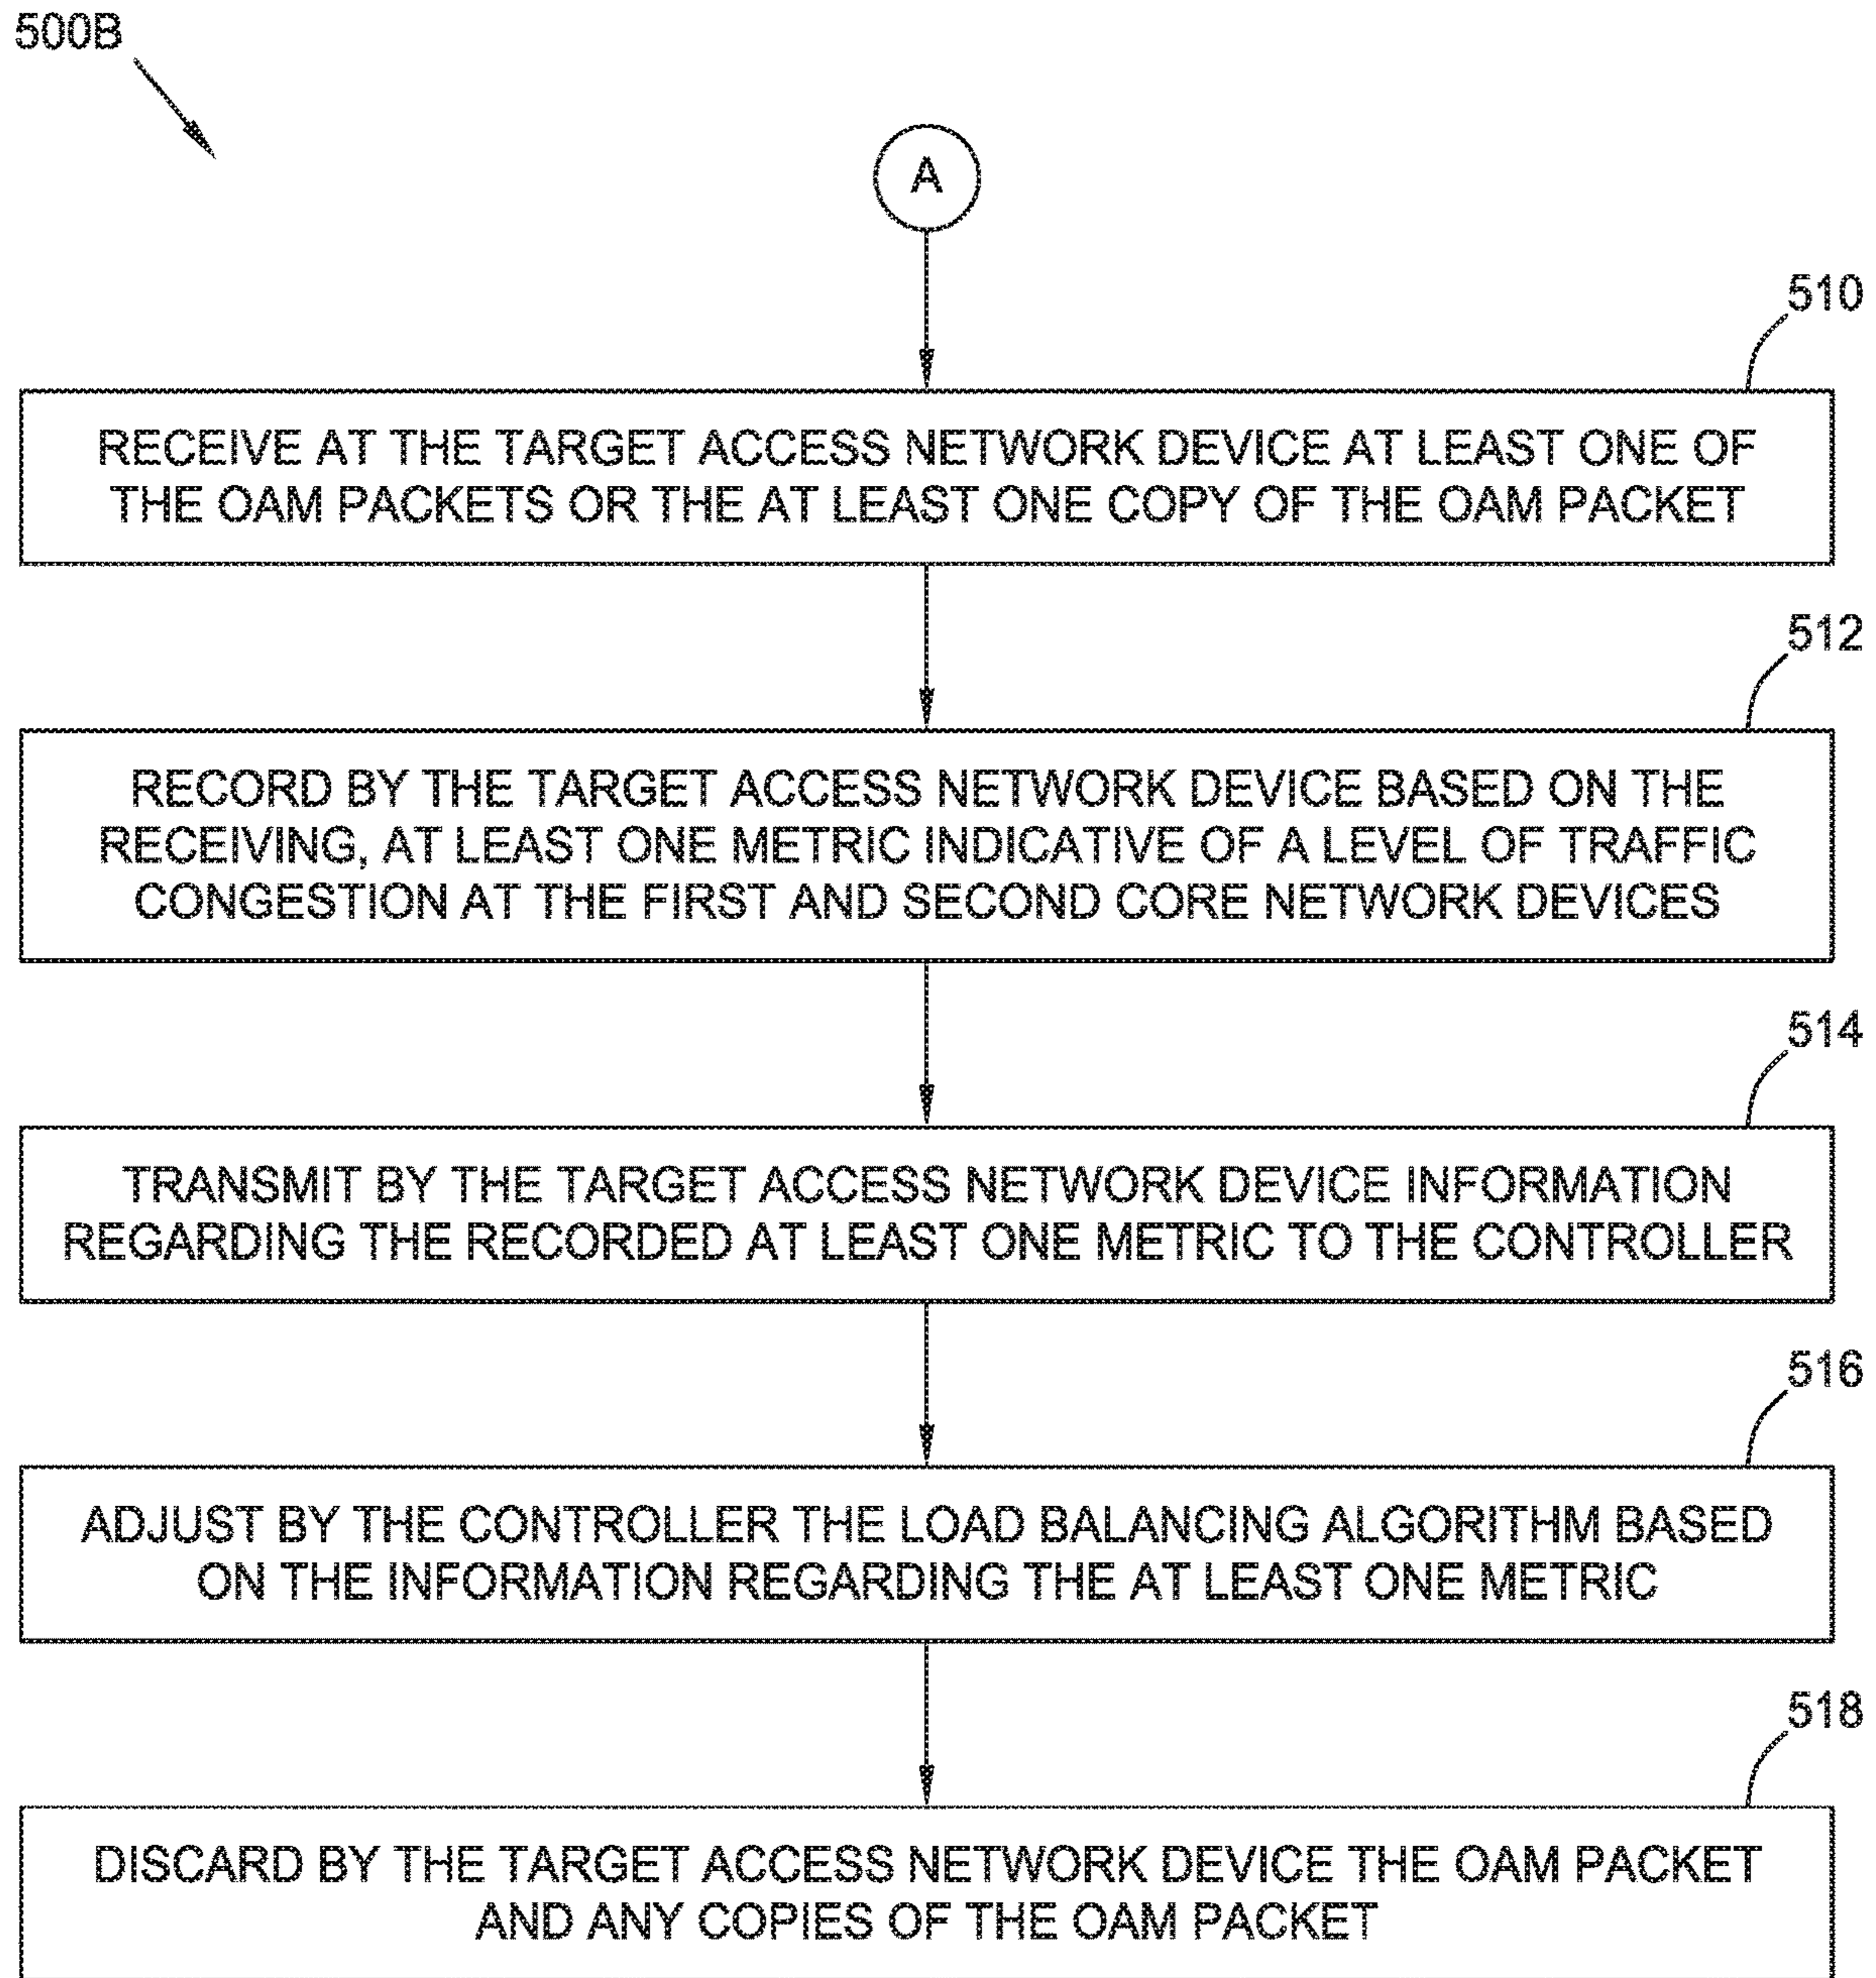 500B
A
510
RECEIVE AT THE TARGET ACCESS NETWORK DEVICE AT LEAST ONE OF
THE OAM PACKETS OR THE AT LEAST ONE COPY OF THE OAM PACKET
512
RECORD BY THE TARGET ACCESS NETWORK DEVICE BASED ON THE
RECEIVING, AT LEAST ONE METRIC INDICATIVE OF A LEVEL OF TRAFFIC
CONGESTION AT THE FIRST AND SECOND CORE NETWORK DEVICES
514
TRANSMIT BY THE TARGET ACCESS NETWORK DEVICE INFORMATION
REGARDING THE RECORDED AT LEAST ONE METRIC TO THE CONTROLLER
516
ADJUST BY THE CONTROLLER THE LOAD BALANCING ALGORITHM BASED
ON THE INFORMATION REGARDING THE AT LEAST ONE METRIC
518
DISCARD BY THE TARGET ACCESS NETWORK DEVICE THE OAM PACKET
AND ANY COPIES OF THE OAM PACKET